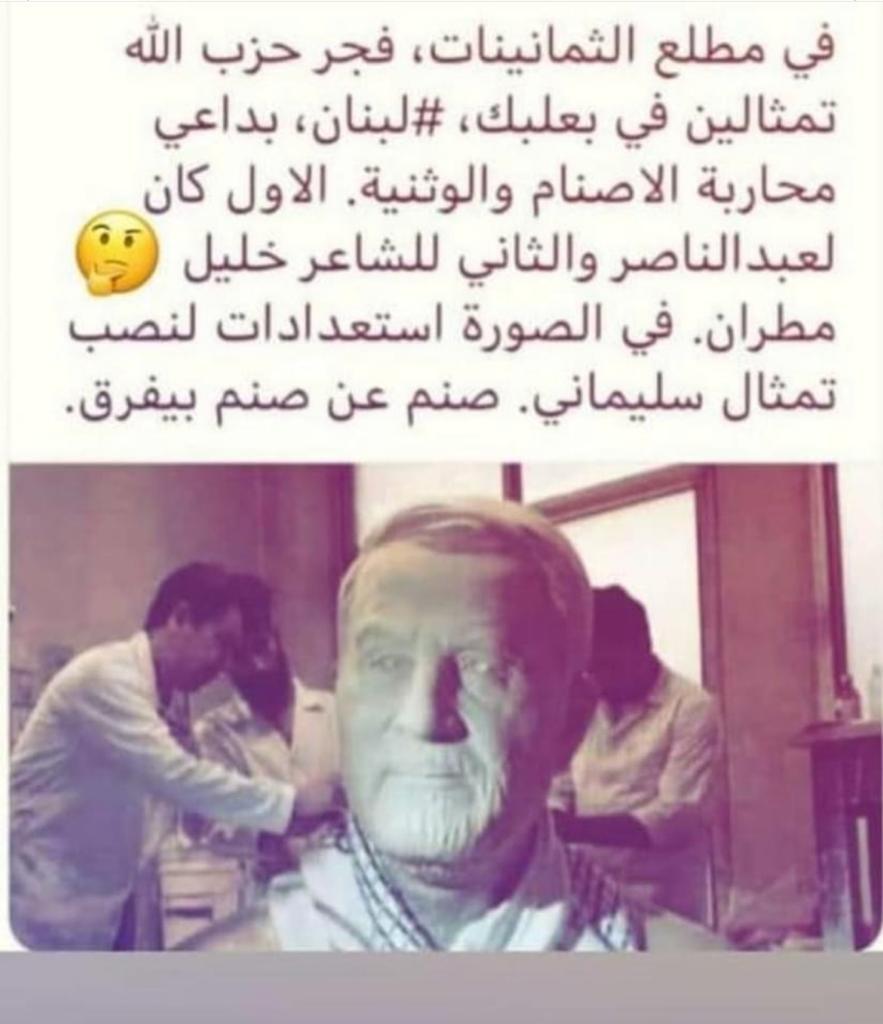 في مطلع الثمانينات، فجر حزب الله
تمثالين في بعلبك، #لبنان، بداعي
محاربة الاصنام والوثنية. الاول كان
لعبدالناصر والثاني للشاعر خليل 🤔
مطران. في الصورة استعدادات لنصب
تمثال سليماني. صنم عن صنم بيفرق.